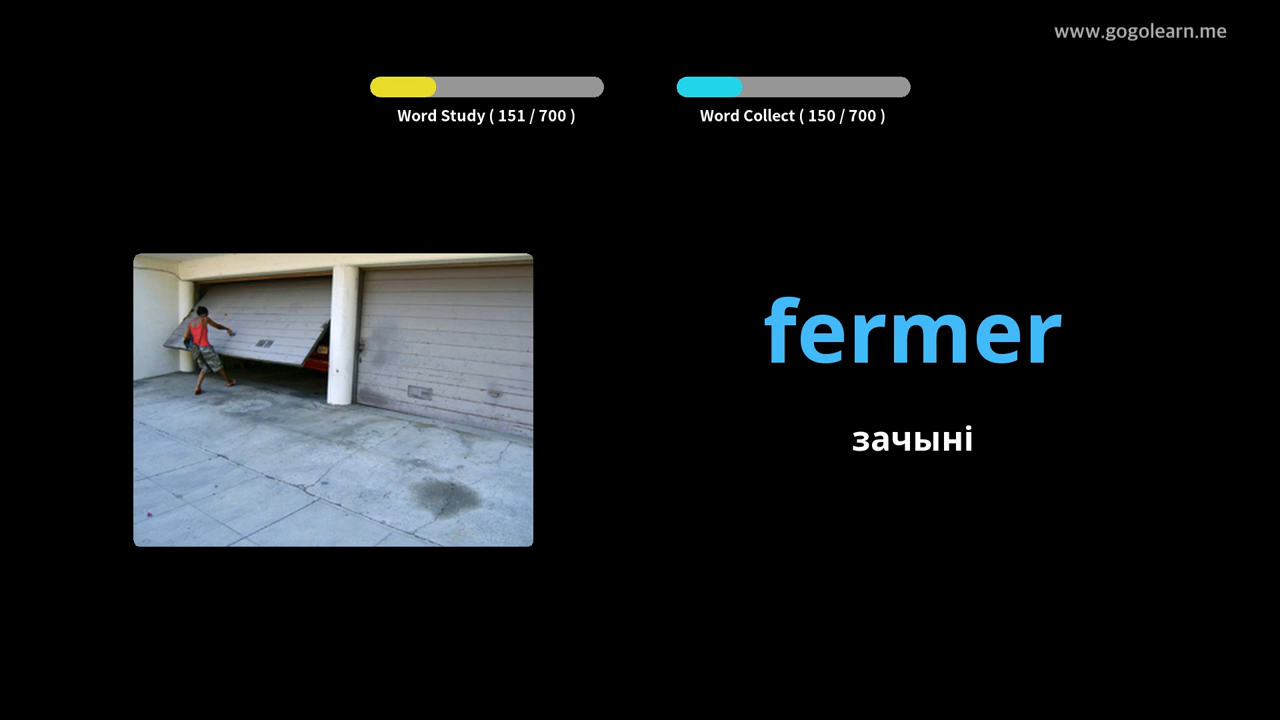 www.gogolearn.me
Word Study ( 151 / 700 )
Word Collect ( 150 / 700 )
fermer
зачыні